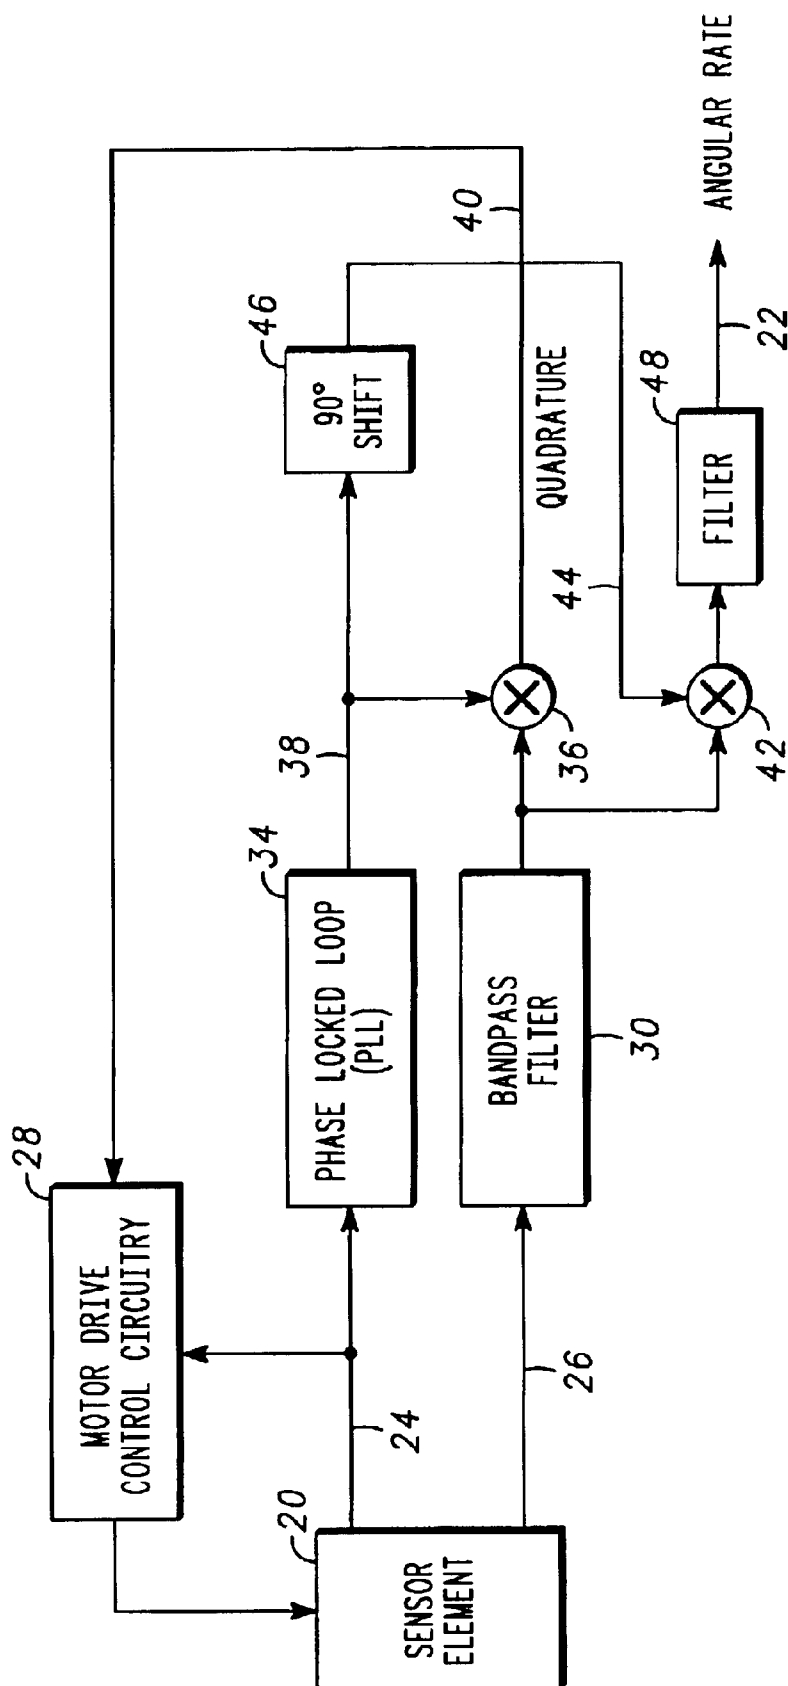 28
MOTOR DRIVE
CONTROL CIRCUITRY
20
SENSOR
ELEMENT
24
26
34
PHASE LOCKED LOOP
(PLL)
BANDPASS
FILTER
30
38
36
46
90°
SHIFT
40
QUADRATURE
44
42
48
FILTER
22
ANGULAR RATE